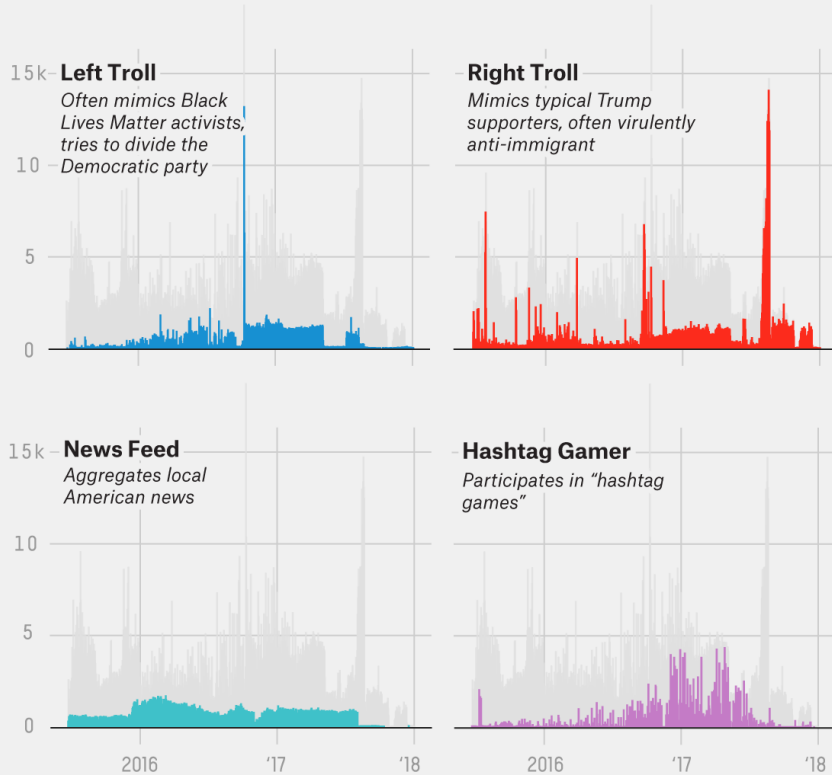 15k
Left Troll
Often mimics Black
Lives Matter activists,
tries to divide the
Democratic party
10
5
0
Right Troll
Mimics typical Trump
supporters, often virulently
anti-immigrant
15k
News Feed
Aggregates local
American news
10
5
0
2016
‘17
‘18
Hashtag Gamer
Participates in “hashtag
games”
2016
‘17
‘18